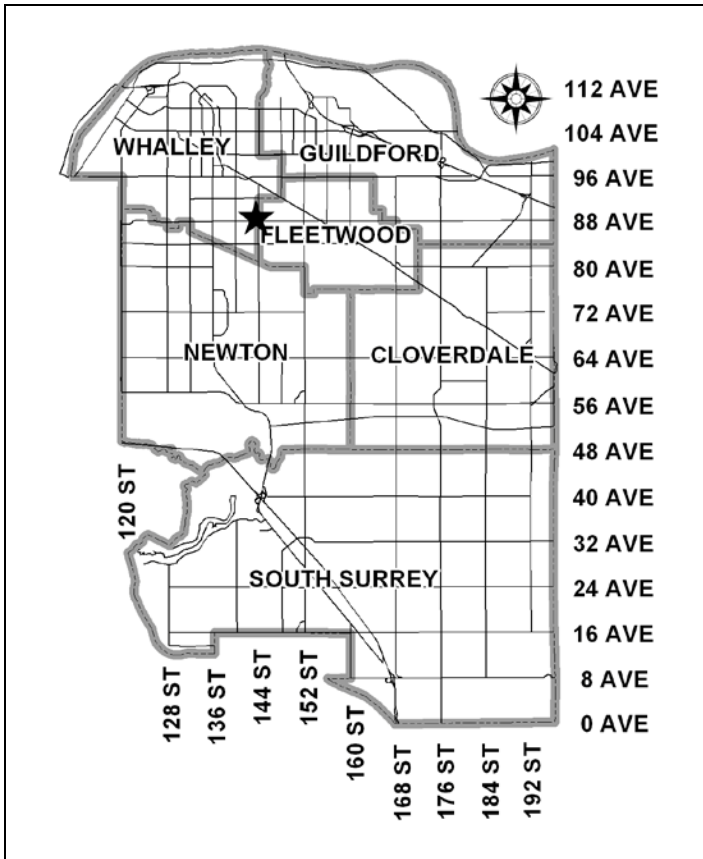 112 AVE
104 AVE
WHALLEY
GUILDFORD
96 AVE
88 AVE
FLEETWOOD
80 AVE
72 AVE
NEWTON
CLOVERDALE
64 AVE
56 AVE
48 AVE
120 ST
40 AVE
32 AVE
SOUTH SURREY
24 AVE
16 AVE
8 AVE
0 AVE
128 ST
136 ST
144 ST
152 ST
160 ST
168 ST
176 ST
184 ST
192 ST